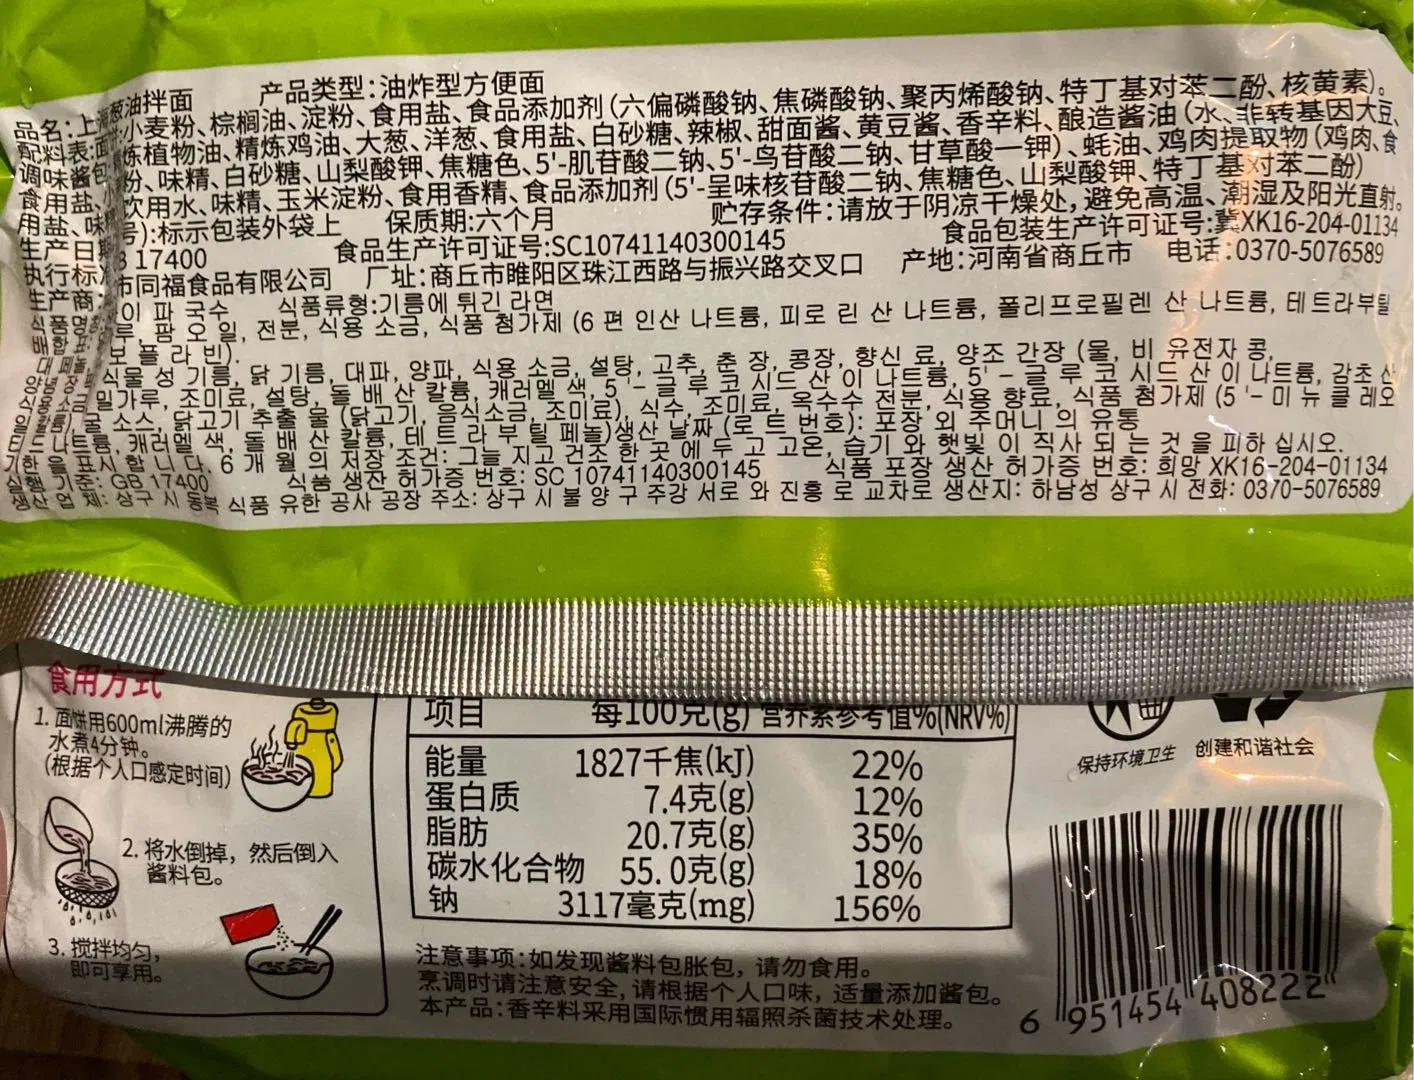 品名:上海葱油拌面 产品类型:油炸型方便面
配料表:面饼:小麦粉、棕榈油、淀粉、食用盐、食品添加剂(六偏磷酸钠、焦磷酸钠、聚丙烯酸钠、特丁基对苯二酚、核黄素)。
调味酱包 炼植物油、精炼鸡油、大葱、洋葱、食用盐、白砂糖、辣椒、甜面酱、黄豆酱、香辛料、酿造酱油(水、非转基因大豆、
食用盐、 粉、味精、白砂糖、山梨酸钾、焦糖色、5'-肌苷酸二钠、5'-鸟苷酸二钠、甘草酸一钾)、蚝油、鸡肉提取物(鸡肉、食
用盐、味 饮用水、味精、玉米淀粉、食用香精、食品添加剂(5'-呈味核苷酸二钠、焦糖色、山梨酸钾、特丁基对苯二酚)
生产日期 号):标示包装外袋上 保质期:六个月 贮存条件:请放于阴凉干燥处,避免高温、潮湿及阳光直射。
执行标 17400 食品生产许可证号:SC10741140300145 食品包装生产许可证号:冀XK16-204-01134
生产商: 市同福食品有限公司 厂址:商丘市睢阳区珠江西路与振兴路交叉口 产地:河南省商丘市 电话:0370-5076589
식품명: 이 파 국수 식품류형:기름에 튀긴 라면
배합표: 루, 팜 오 일, 전분, 식용 소금, 식품 첨가제 (6 편 인산 나트륨, 피로 린 산 나트륨, 폴리프로필렌 산 나트륨, 테트라부틸
보 플 라 빈).
식물 성 기름, 닭 기름, 대파, 양파, 식용 소금, 설탕, 고추, 춘 장, 콩장, 향신 료, 양조 간장 (물, 비 유전자 콩,
밀가루, 조미료, 설탕, 돌 배 산 칼륨, 캐러멜 색, 5 '- 글 루 코 시드 산 이 나트륨, 5' - 글 루 코 시드 산 이 나트륨, 감초 산
굴 소스, 닭고기 추출 물 (닭고기, 음식소금, 조미료), 식수, 조미료, 옥수수 전분, 식용 향료, 식품 첨가제 (5 '- 미 뉴 클 레오
나트륨, 캐러멜 색, 돌 배 산 칼륨, 테 트 라 부 틸 페놀)생산 날짜 (로 트 번호): 포장 외 주머니 의 유통
기한 을 표시 합 니 다. 6 개 월 의 저장 조건: 그늘 지고 건조 한 곳 에 두 고 고온, 습기 와 햇빛 이 직사 되 는 것 을 피하 십시오.
실행 기준: GB 17400 식품 생잔 허가증 번호: SC 10741140300145 식품 포장 생산 허가증 번호: 희망 XK16-204-01134
생산 업 체: 상구 시 동복 식품 유한 공사 공장 주소: 상구 시 불 양 구 주강 서로 와 진흥 로 교차로 생산지: 하남성 상구 시 전화: 0370-5076589
食用方式
1. 面饼用600ml沸腾的
水煮4分钟。
(根据个人口感定时间)
2. 将水倒掉，然后倒入
酱料包。
3. 搅拌均匀，
即可享用。
项目 每100克(g) 营养素参考值%(NRV%)
能量 1827千焦(kJ) 22%
蛋白质 7.4克(g) 12%
脂肪 20.7克(g) 35%
碳水化合物 55.0克(g) 18%
钠 3117毫克(mg) 156%
注意事项:如发现酱料包胀包，请勿食用。
烹调时请注意安全,请根据个人口味，适量添加酱包。
本产品:香辛料采用国际惯用辐照杀菌技术处理。
保持环境卫生 创建和谐社会
6 951454 408222